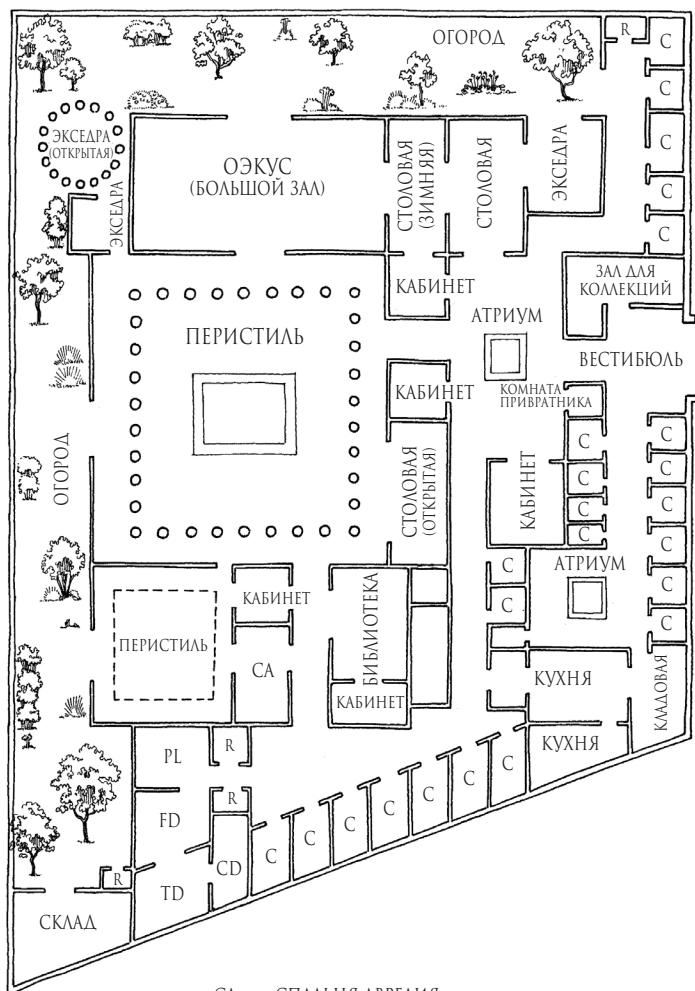 ОГОРОД
R
C
C
C
C
C
ЭКСЕДРА
(ОТКРЫТАЯ)
ЭКСЕДРА
ОЭКУС
(БОЛЬШОЙ ЗАЛ)
СТОЛОВАЯ
(ЗИМНЯЯ)
СТОЛОВАЯ
ЭКСЕДРА
КАБИНЕТ
ЗАЛ ДЛЯ
КОЛЛЕКЦИЙ
АТРИУМ
ПЕРИСТИЛЬ
ВЕСТИБЮЛЬ
КАБИНЕТ
КОМНАТА
ПРИВРАТНИКА
ОГОРОД
СТОЛОВАЯ
(ОТКРЫТАЯ)
КАБИНЕТ
C
C
C
C
C
C
C
C
C
C
АТРИУМ
C
C
КАБИНЕТ
БИБЛИОТЕКА
ПЕРИСТИЛЬ
CA
КАБИНЕТ
КУХНЯ
КЛАДОВАЯ
КУХНЯ
PL
R
R
FD
CD
TD
R
C
C
C
C
C
C
C
СКЛАД
CA — СПАЛЬНЯ АВРЕЛИЯ